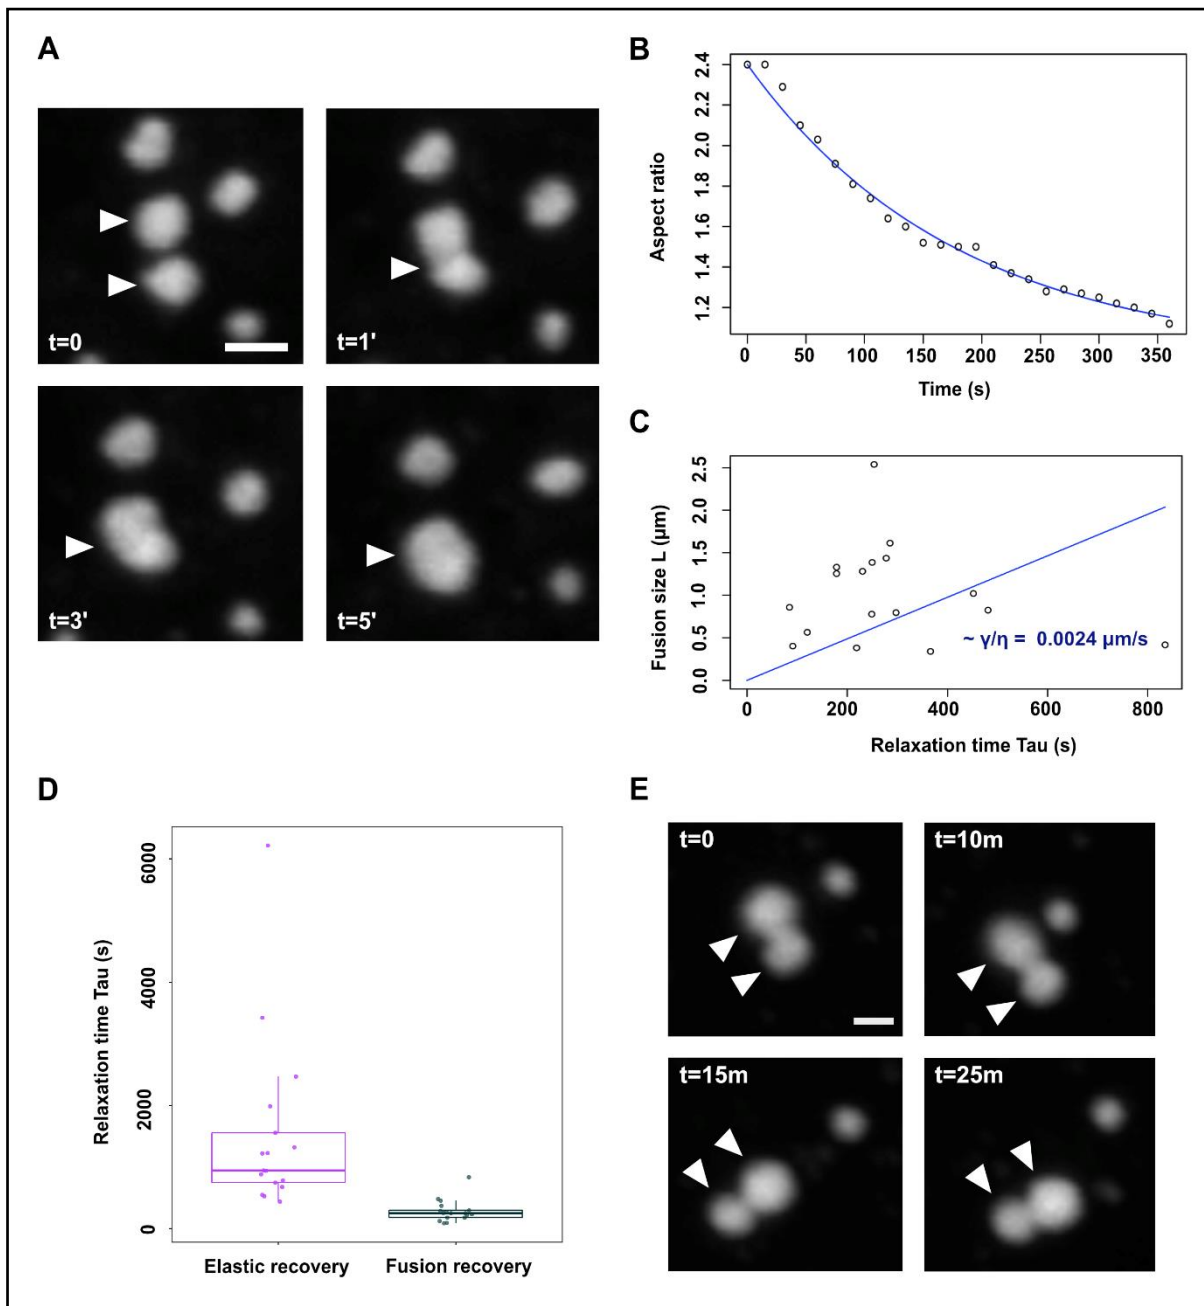 A
t=0
t=1'
t=3'
t=5'
B
2.4
2.2
2.0
1.8
1.6
1.4
1.2
Aspect ratio
0 50 100 150 200 250 300 350
Time (s)
C
2.5
2.0
1.5
1.0
0.5
0.0
Fusion size L (µm)
~ γ/η = 0.0024 µm/s
0 200 400 600 800
Relaxation time Tau (s)
D
6000
4000
2000
0
Relaxation time Tau (s)
Elastic recovery Fusion recovery
E
t=0
t=10m
t=15m
t=25m